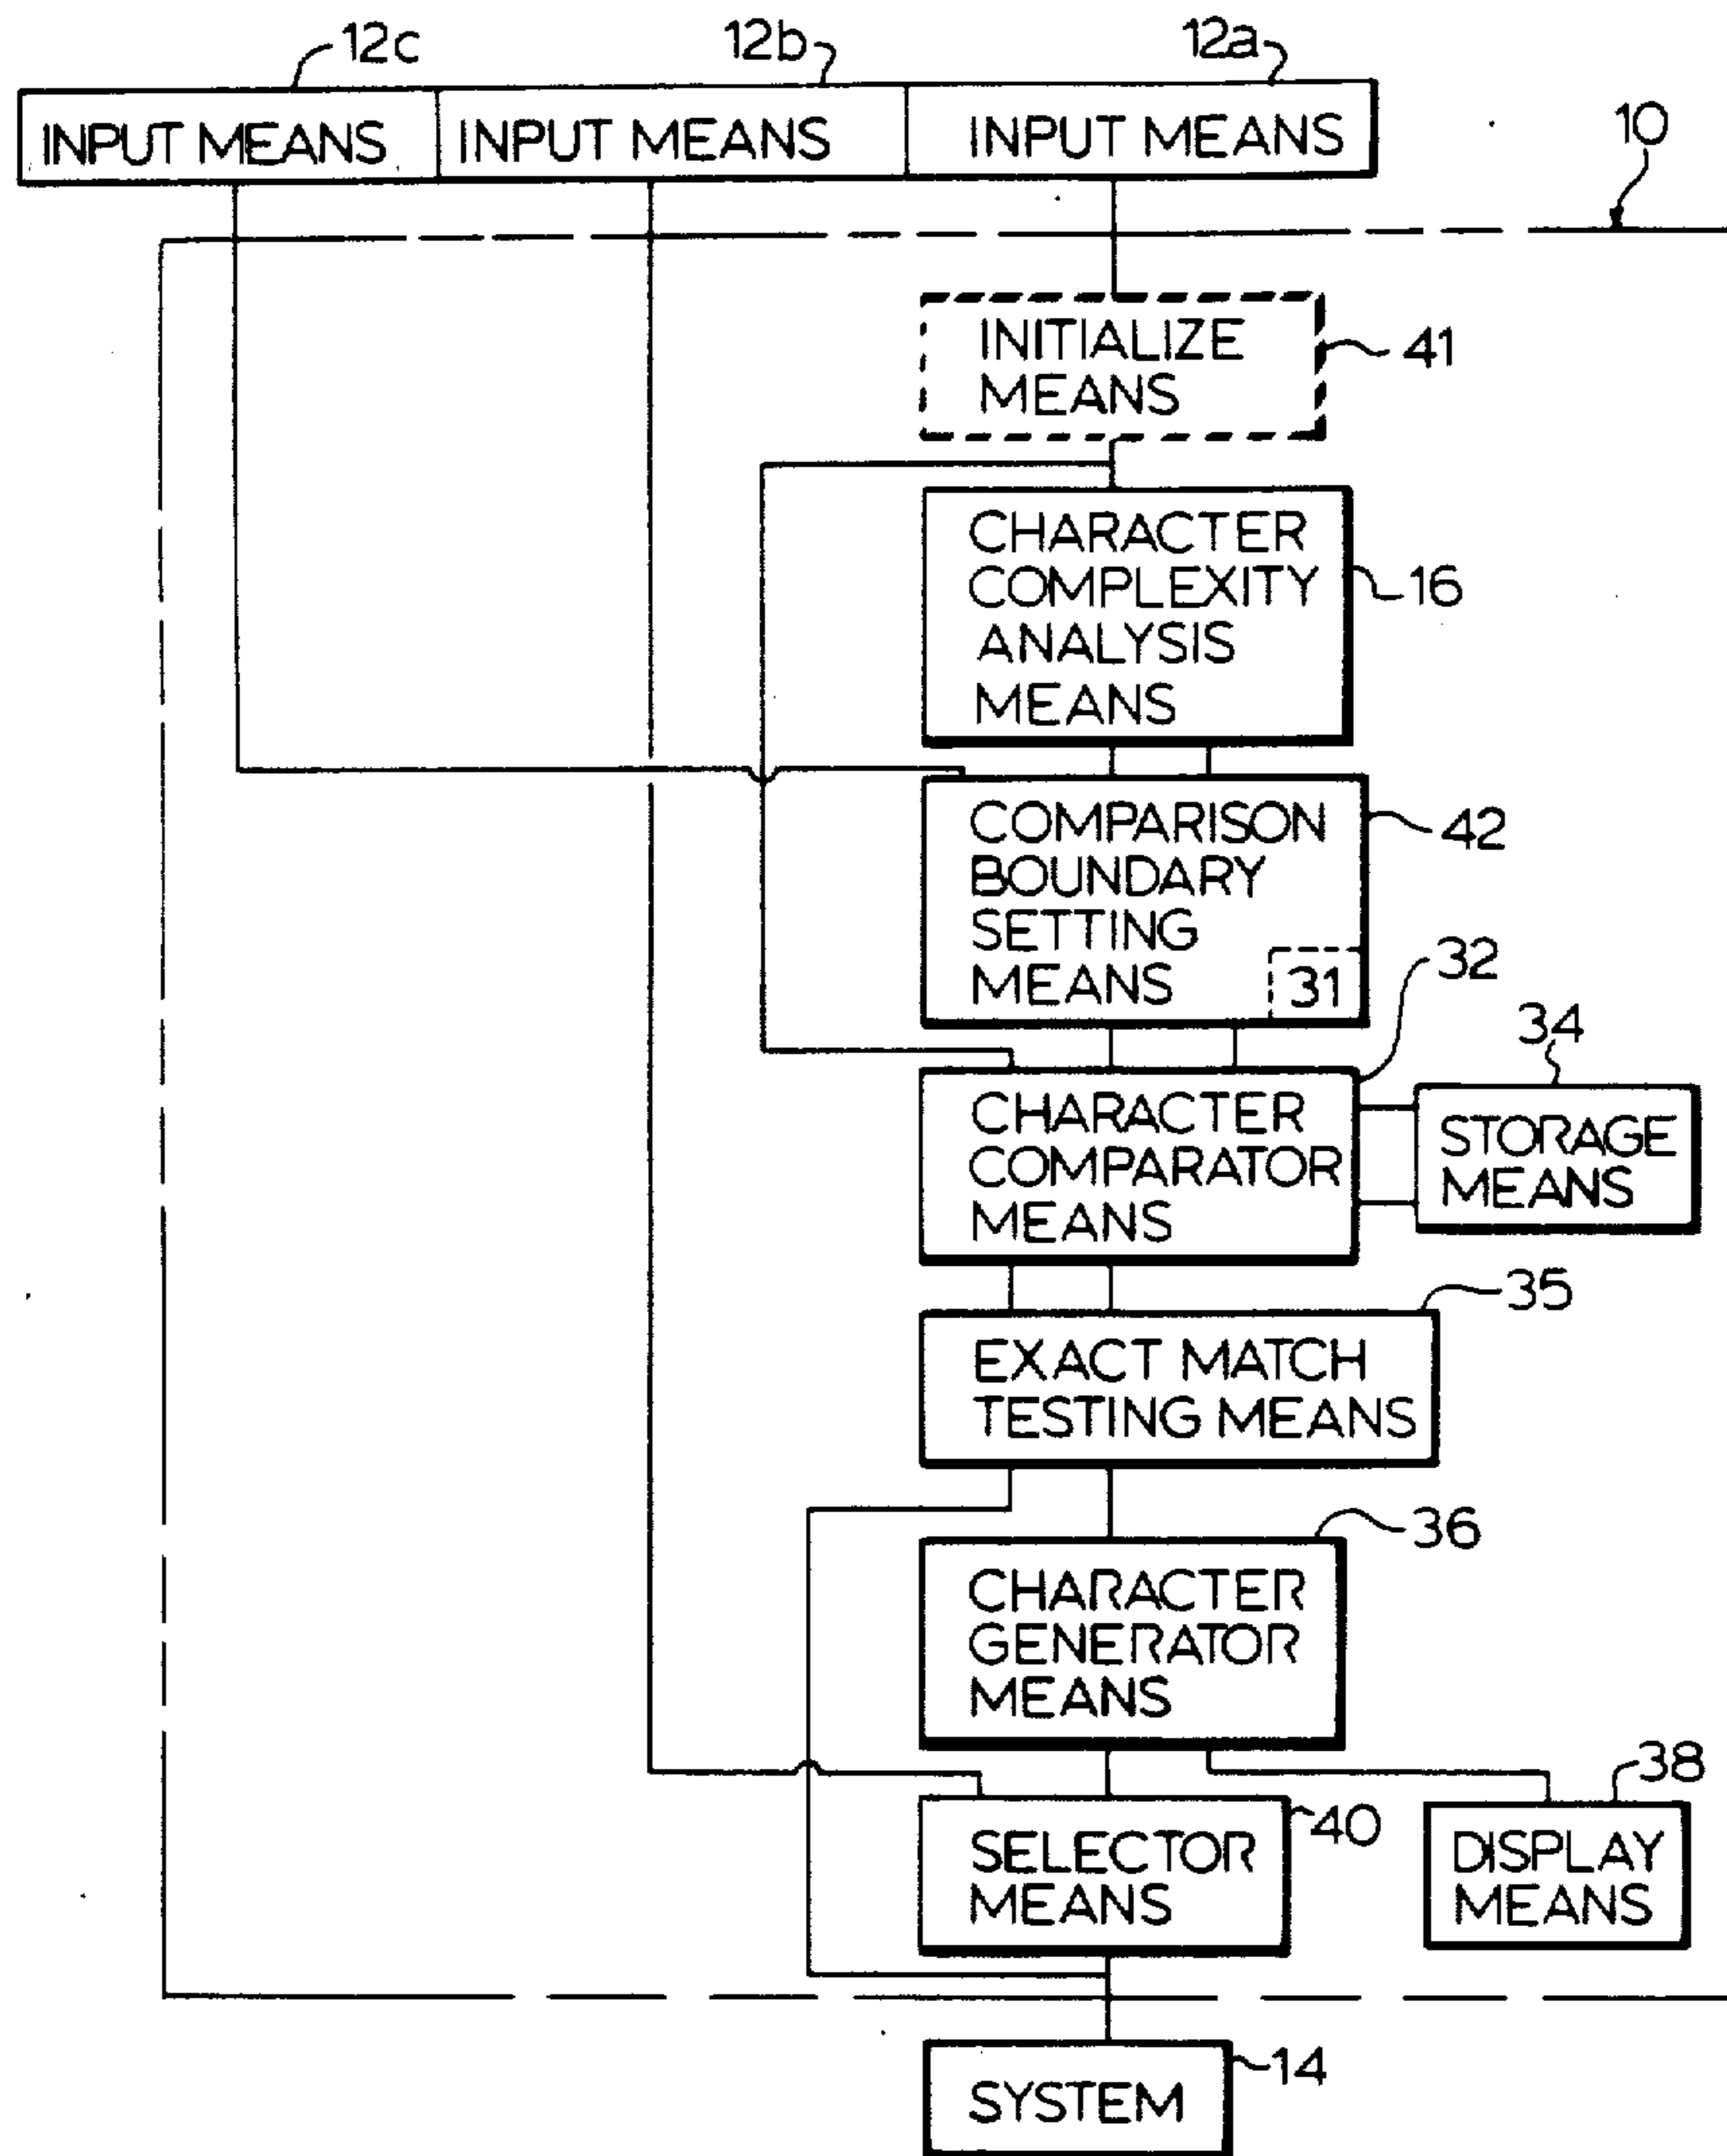 12c 12b 12a
INPUT MEANS INPUT MEANS INPUT MEANS
10
INITIALIZE
MEANS
41
CHARACTER
COMPLEXITY
ANALYSIS
MEANS
16
COMPARISON
BOUNDARY
SETTING
MEANS
31
42
32
CHARACTER
COMPARATOR
MEANS
34
STORAGE
MEANS
35
EXACT MATCH
TESTING MEANS
36
CHARACTER
GENERATOR
MEANS
38
DISPLAY
MEANS
40
SELECTOR
MEANS
14
SYSTEM